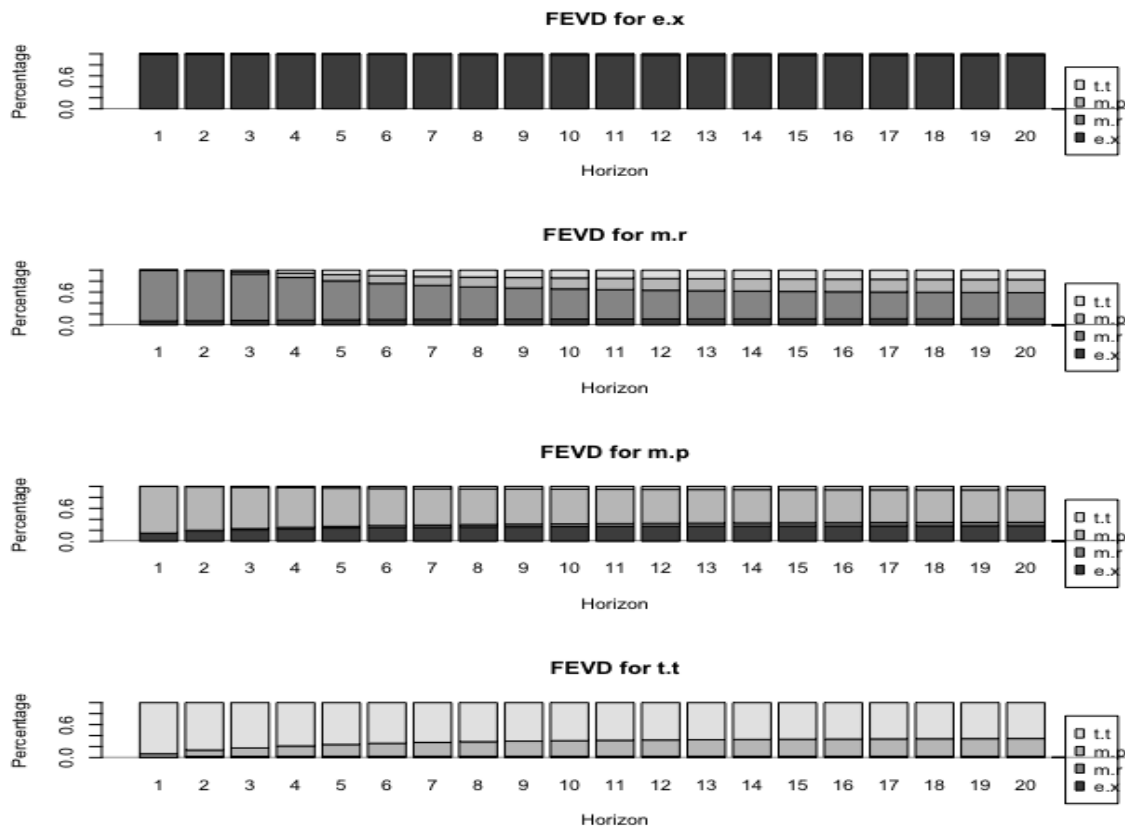 FEVD for e.x
Percentage
0.0 0.6
t.t
m.p
m.r
e.x
1 2 3 4 5 6 7 8 9 10 11 12 13 14 15 16 17 18 19 20
Horizon
FEVD for m.r
Percentage
0.0 0.6
t.t
m.p
m.r
e.x
1 2 3 4 5 6 7 8 9 10 11 12 13 14 15 16 17 18 19 20
Horizon
FEVD for m.p
Percentage
0.0 0.6
t.t
m.p
m.r
e.x
1 2 3 4 5 6 7 8 9 10 11 12 13 14 15 16 17 18 19 20
Horizon
FEVD for t.t
Percentage
0.0 0.6
t.t
m.p
m.r
e.x
1 2 3 4 5 6 7 8 9 10 11 12 13 14 15 16 17 18 19 20
Horizon